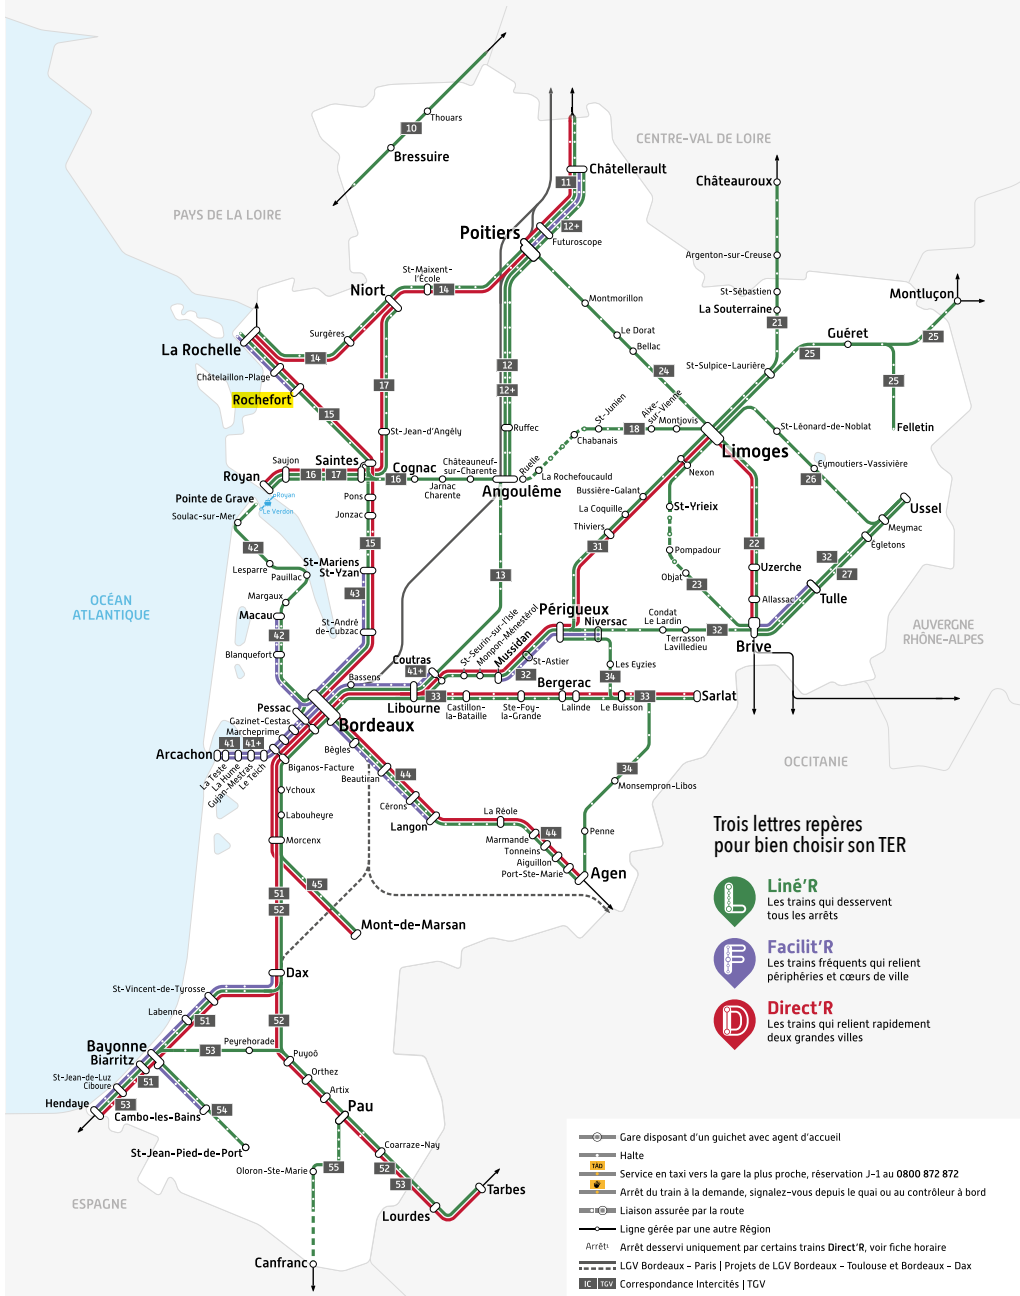 Thouars
10
Bressuire
CENTRE-VAL DE LOIRE
PAYS DE LA LOIRE
Châtellerault
11
Châteauroux
12+
Poitiers
Futuroscope
Argenton-sur-Creuse
St-Maixent-
l'École
14
Niort
St-Sébastien
Montluçon
Montmorillon
La Souterraine
21
Surgères
Le Dorat
Guéret
25
La Rochelle
14
Bellac
25
12
St-Sulpice-Laurière
24
Châtelaillon-Plage
17
25
12+
Rochefort
15
St-Junien
Aixe-
sur-Vienne
Montjovis
18
St-Jean-d'Angély
Ruffec
Chabanais
St-Léonard-de-Noblat
Felletin
Limoges
Saujon
Saintes
Cognac
Châteauneuf-
sur-Charente
Ruelle
Eymoutiers-Vassivière
Royan
16
17
16
La Rochefoucauld
Nexon
26
Jarnac
Charente
Angoulême
Bussière-Galant
Pointe de Grave
Royan
Pons
Le Verdon
La Coquille
St-Yrieix
Ussel
Soulac-sur-Mer
Jonzac
Thiviers
Meymac
42
15
31
22
Égletons
Pompadour
32
Lesparre
St-Mariens
St-Yzan
Uzerche
27
Pauillac
13
Objat
23
OCÉAN
ATLANTIQUE
Margaux
43
Allassac
Tulle
Macau
St-André
de-Cubzac
Périgueux
Niversac
Condat
Le Lardin
32
AUVERGNE
RHÔNE-ALPES
42
St-Seurin-sur-l'Isle
Monpon-Ménestérol
Mussidan
Terrasson
Lavilledieu
Brive
Blanquefort
Coutras
41+
St-Astier
Les Eyzies
Bassens
32
34
Bergerac
Pessac
Libourne
33
33
Sarlat
Castillon-
la-Bataille
Ste-Foy-
la-Grande
Lalinde
Le Buisson
Gazinet-Cestas
Marcheprime
Bordeaux
41
41+
Bègles
Arcachon
La Teste
La Hume
Gujan-Mestras
Le Teich
Biganos-Facture
Beautiran
44
34
OCCITANIE
Ychoux
Cérons
Monsempron-Libos
Labouheyre
Langon
La Réole
Penne
Morcenx
Marmande
44
Tonneins
Aiguillon
Port-Ste-Marie
Agen
51
45
52
Mont-de-Marsan
Dax
St-Vincent-de-Tyrosse
Labenne
51
52
Bayonne
Peyrehorade
53
Puyoô
Biarritz
Orthez
St-Jean-de-Luz
Ciboure
51
Artix
Hendaye
53
Cambo-les-Bains
54
Pau
St-Jean-Pied-de-Port
Coarraze-Nay
Oloron-Ste-Marie
55
52
53
Tarbes
ESPAGNE
Lourdes
Canfranc
Trois lettres repères
pour bien choisir son TER
Liné'R
Les trains qui desservent
tous les arrêts
Facilit'R
Les trains fréquents qui relient
périphéries et cœurs de ville
Direct'R
Les trains qui relient rapidement
deux grandes villes
Gare disposant d'un guichet avec agent d'accueil
Halte
TÀD
Service en taxi vers la gare la plus proche, réservation J-1 au 0800 872 872
Arrêt du train à la demande, signalez-vous depuis le quai ou au contrôleur à bord
Liaison assurée par la route
Ligne gérée par une autre Région
Arrêt Arrêt desservi uniquement par certains trains Direct'R, voir fiche horaire
LGV Bordeaux - Paris | Projets de LGV Bordeaux - Toulouse et Bordeaux - Dax
IC TGV Correspondance Intercités | TGV